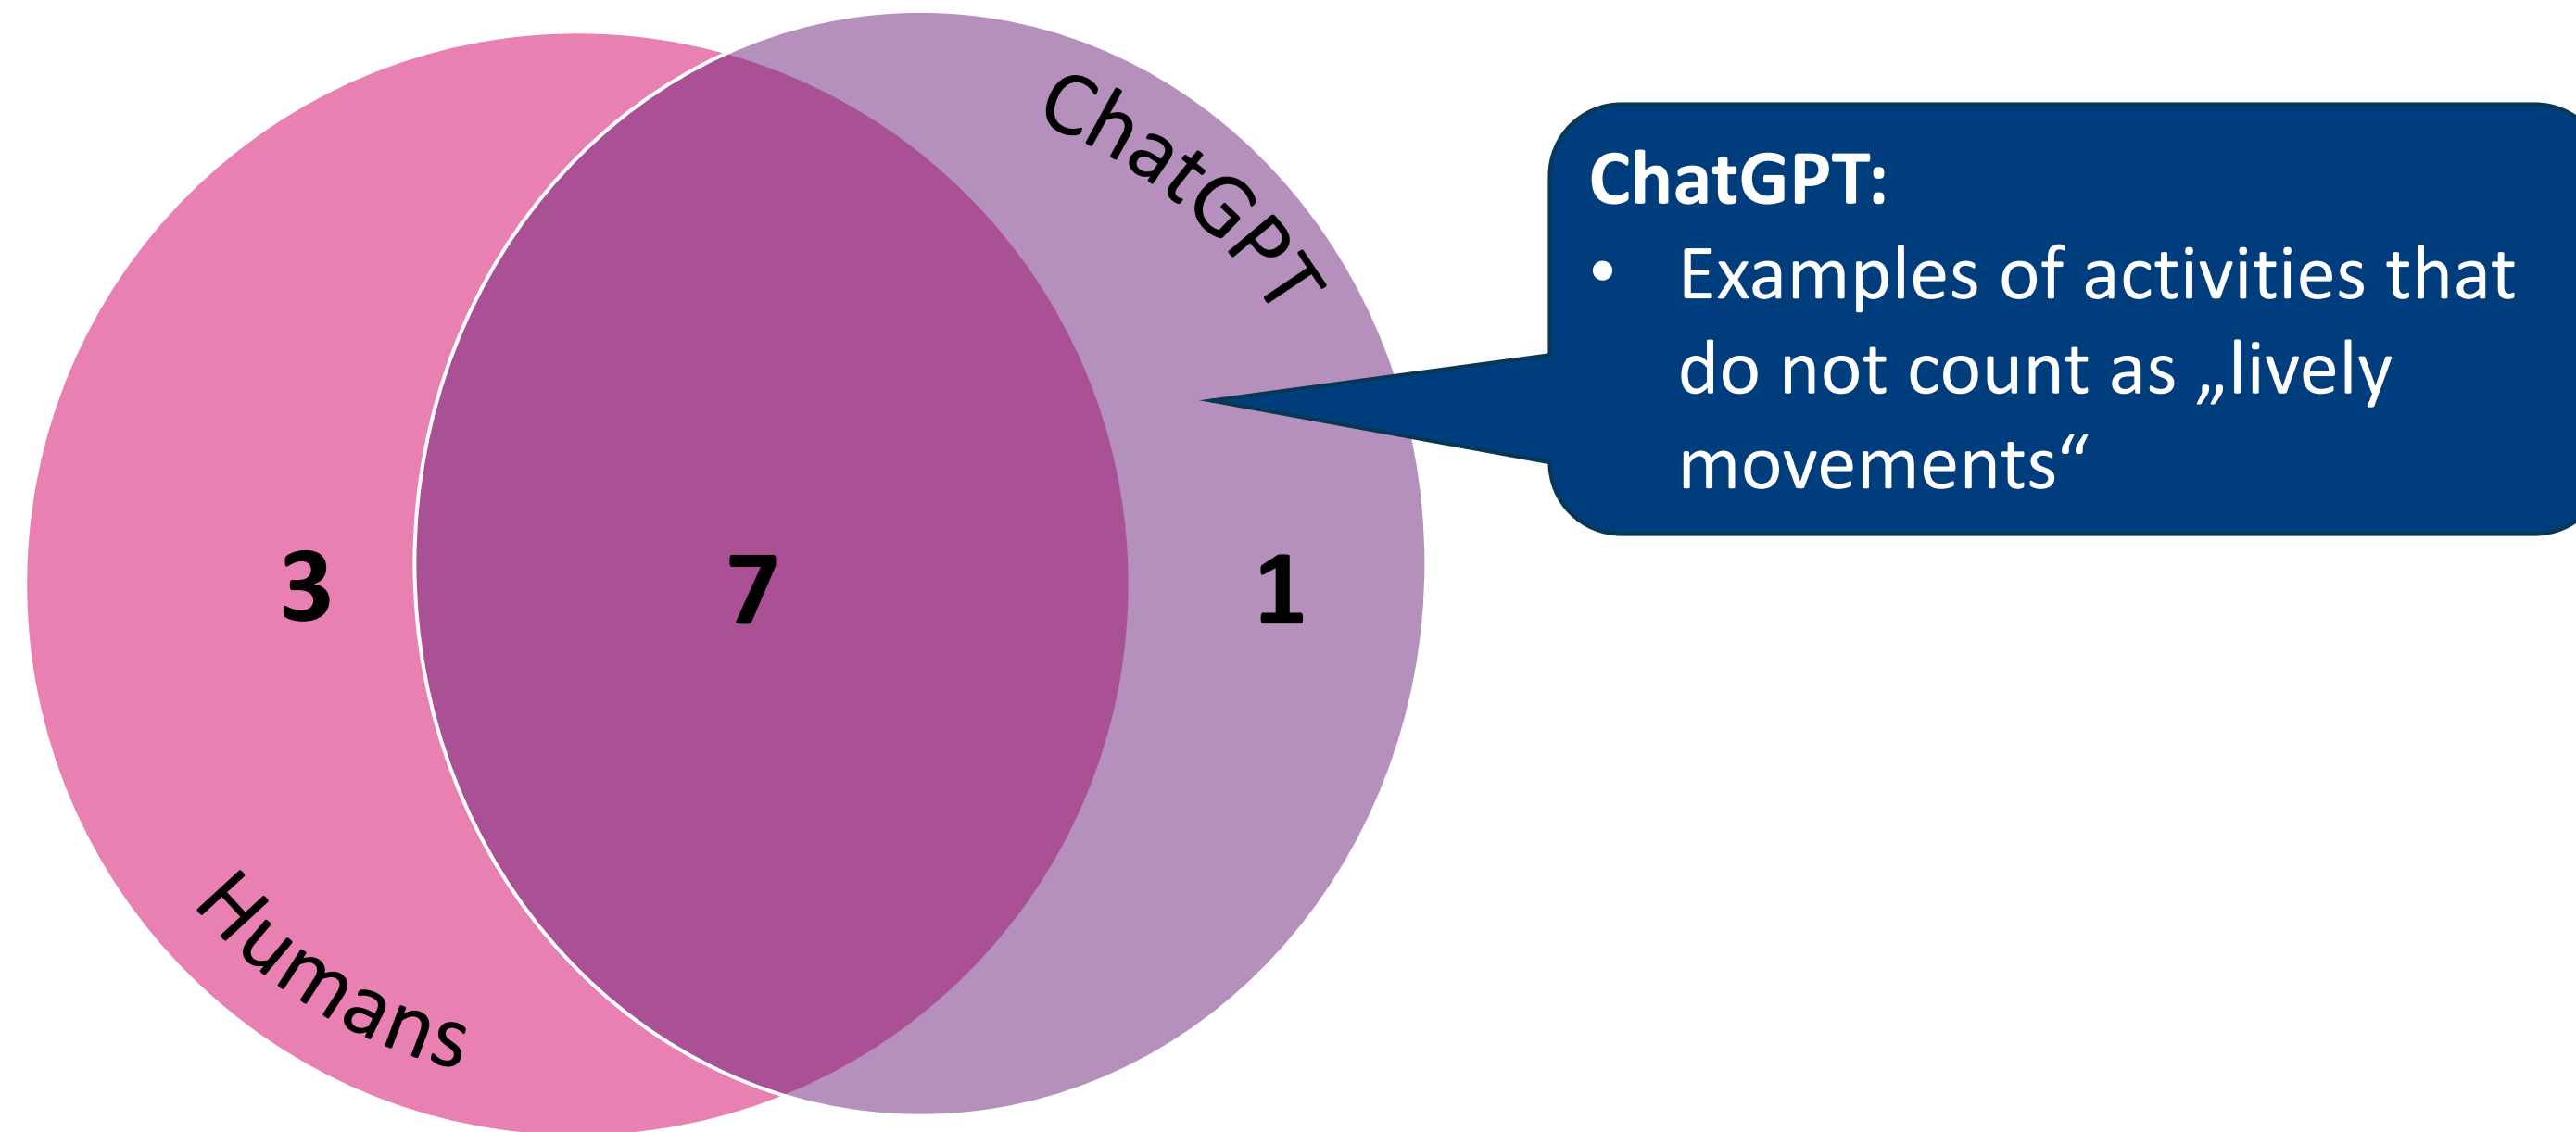 ChatGPT
ChatGPT:
• Examples of activities that
do not count as „lively
movements“
3
7
1
Humans